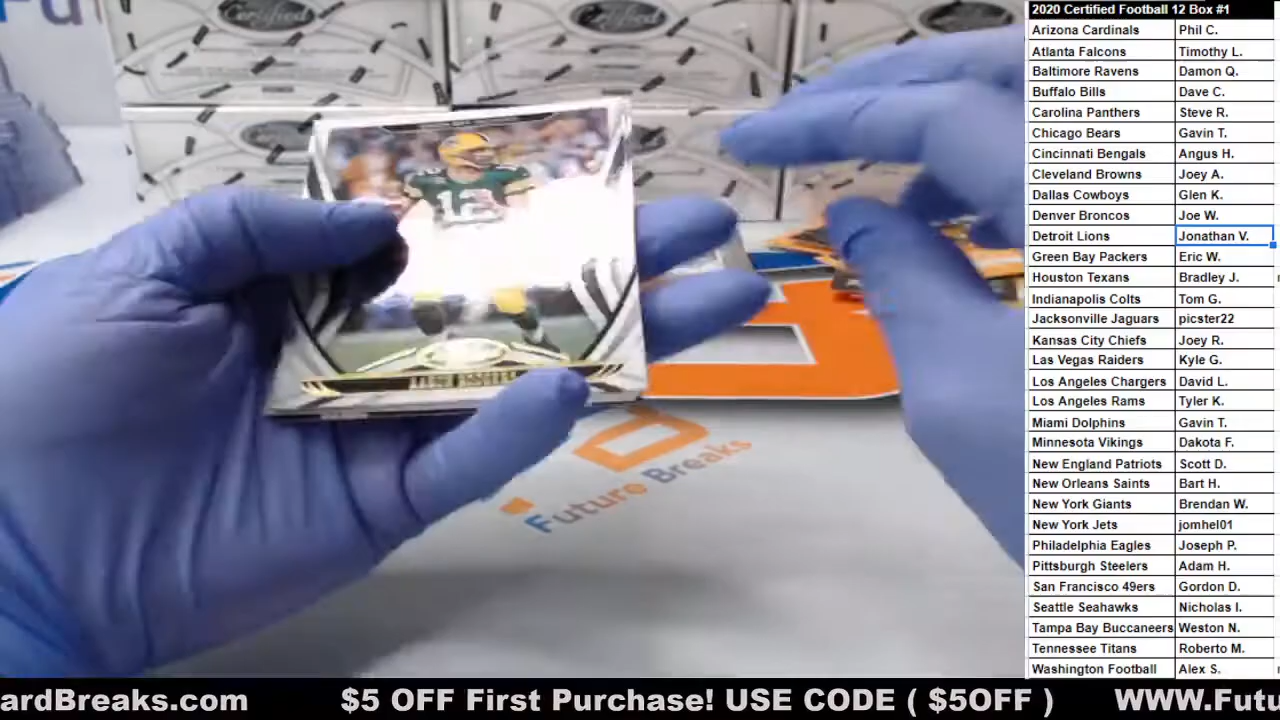 2020 Certified Football 12 Box #1
Arizona Cardinals Phil C.
Atlanta Falcons Timothy L.
Baltimore Ravens Damon Q.
Buffalo Bills Dave C.
Carolina Panthers Steve R.
Chicago Bears Gavin T.
Cincinnati Bengals Angus H.
Cleveland Browns Joey A.
Dallas Cowboys Glen K.
Denver Broncos Joe W.
Detroit Lions Jonathan V.
Green Bay Packers Eric W.
Houston Texans Bradley J.
Indianapolis Colts Tom G.
Jacksonville Jaguars picster22
Kansas City Chiefs Joey R.
Las Vegas Raiders Kyle G.
Los Angeles Chargers David L.
Los Angeles Rams Tyler K.
Miami Dolphins Gavin T.
Minnesota Vikings Dakota F.
New England Patriots Scott D.
New Orleans Saints Bart H.
New York Giants Brendan W.
New York Jets jomhel01
Philadelphia Eagles Joseph P.
Pittsburgh Steelers Adam H.
San Francisco 49ers Gordon D.
Seattle Seahawks Nicholas I.
Tampa Bay Buccaneers Weston N.
Tennessee Titans Roberto M.
Washington Football Alex S.
Certified
Certified
12
Future Breaks
ardBreaks.com $5 OFF First Purchase! USE CODE ( $5OFF ) WWW.Futu